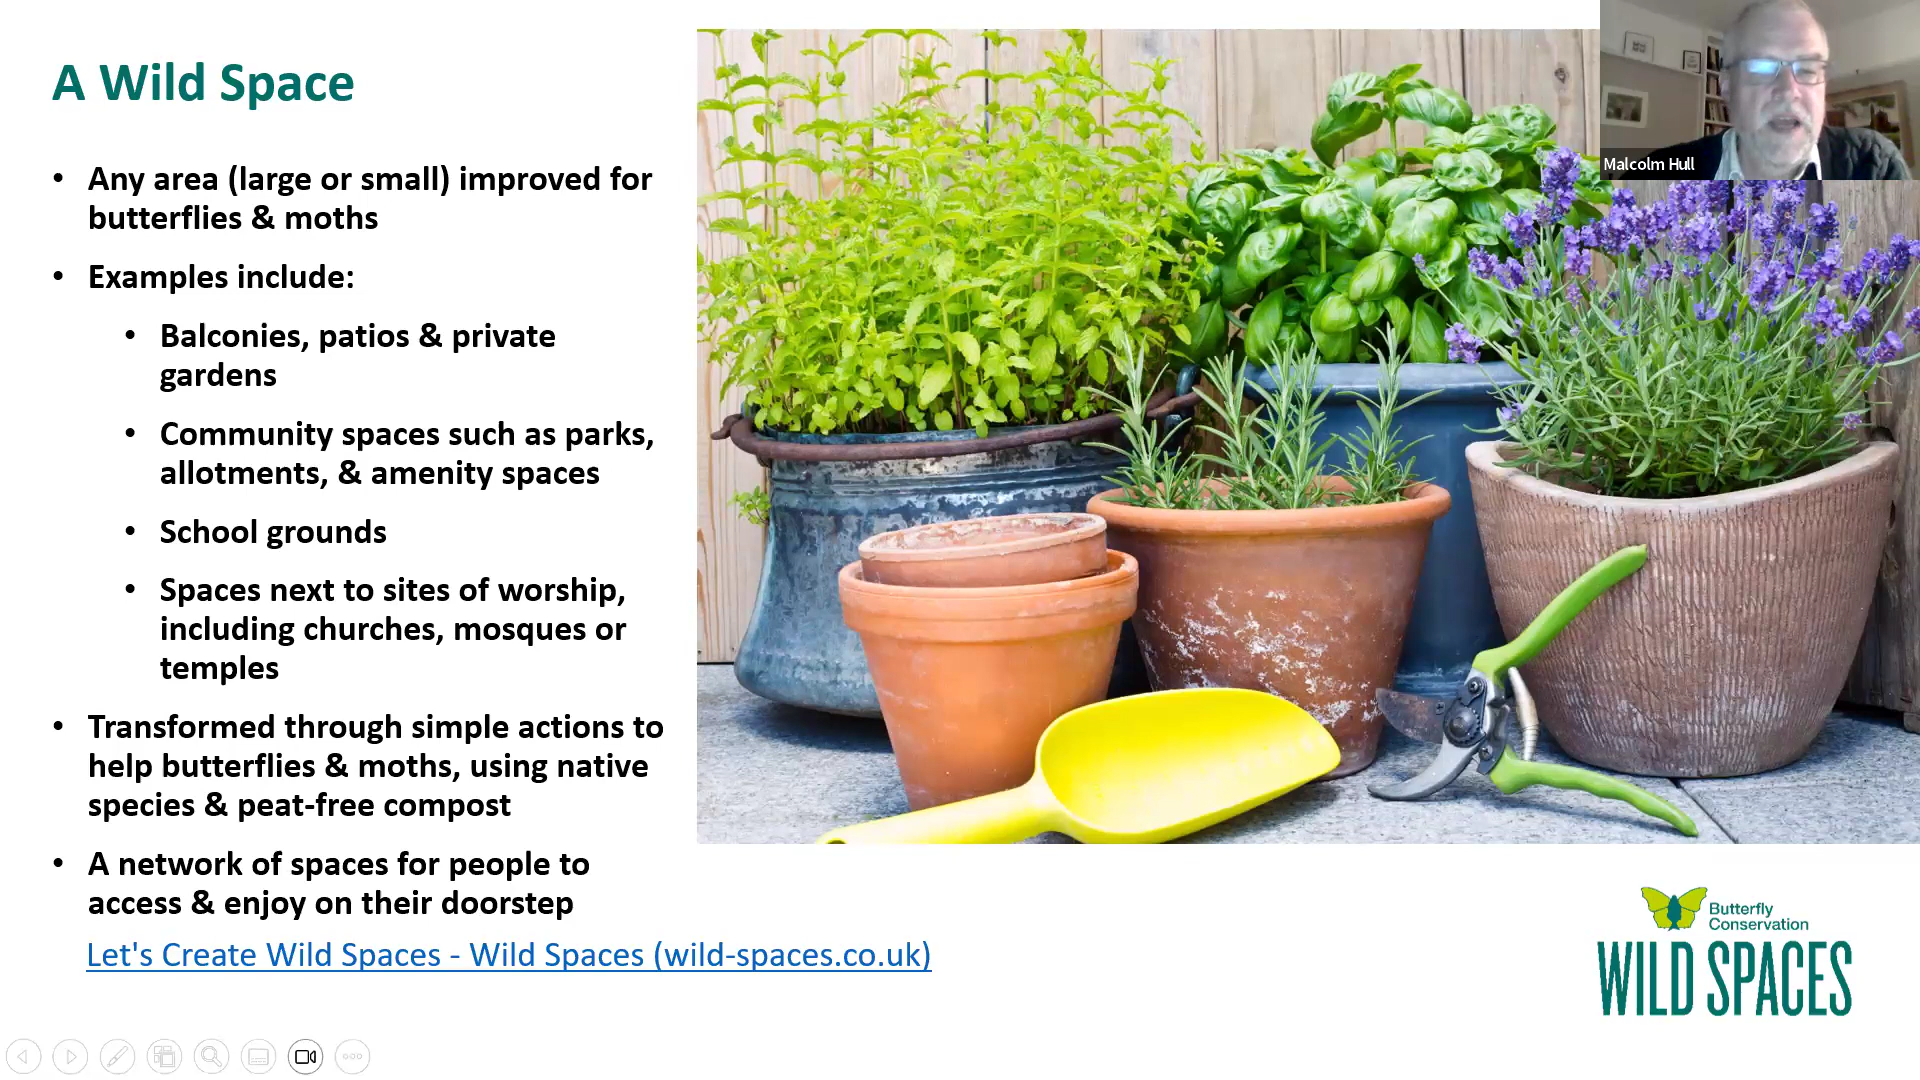 A Wild Space
• Any area (large or small) improved for
butterflies & moths
• Examples include:
• Balconies, patios & private
gardens
• Community spaces such as parks,
allotments, & amenity spaces
• School grounds
• Spaces next to sites of worship,
including churches, mosques or
temples
• Transformed through simple actions to
help butterflies & moths, using native
species & peat-free compost
• A network of spaces for people to
access & enjoy on their doorstep
Let's Create Wild Spaces - Wild Spaces (wild-spaces.co.uk)
Malcolm Hull
Butterfly
Conservation
WILD SPACES